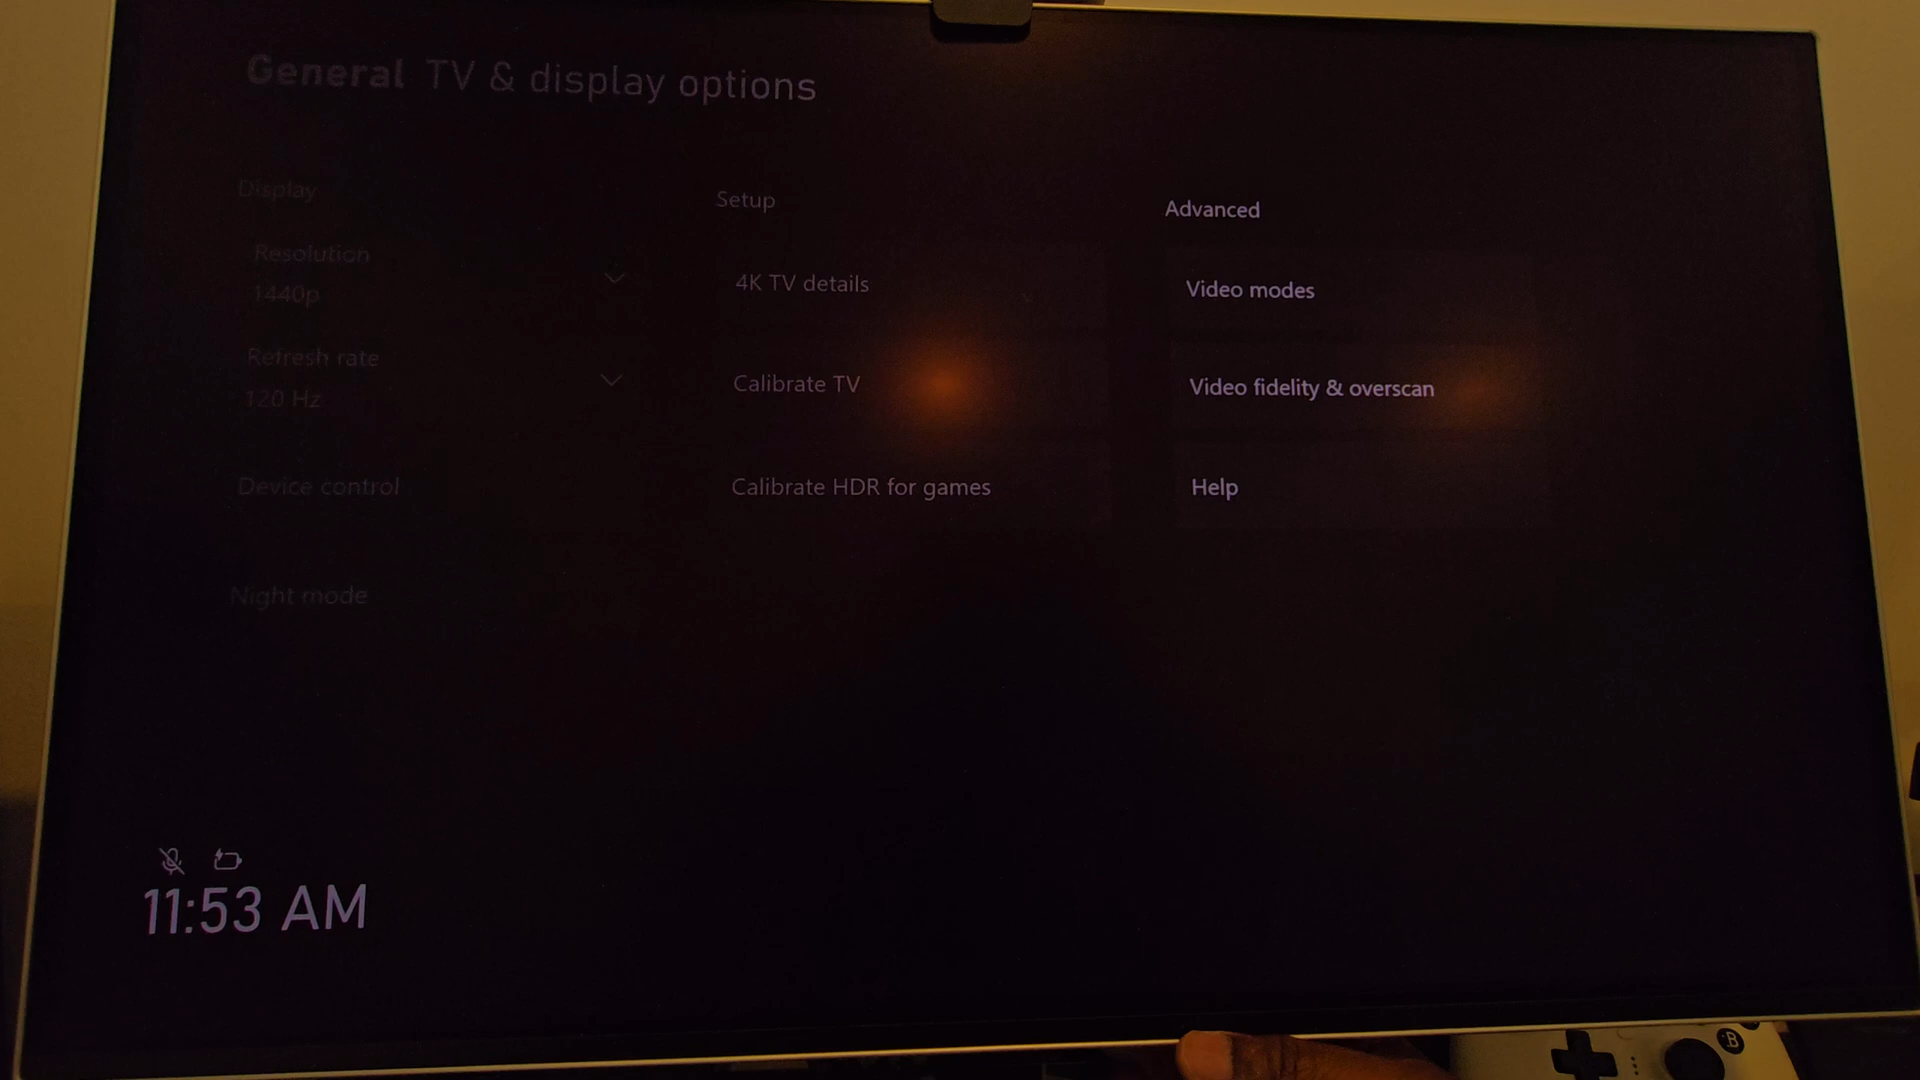 General TV & display options
Display
Resolution
1440p
Refresh rate
120 Hz
Device control
Night mode
Setup
4K TV details
Calibrate TV
Calibrate HDR for games
Advanced
Video modes
Video fidelity & overscan
Help
11:53 AM
B